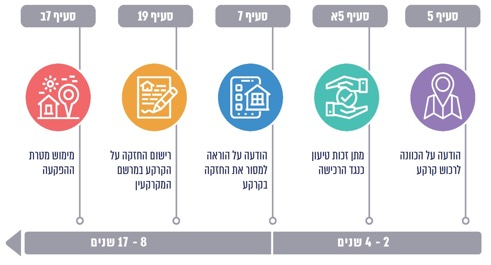 סעיף 5
סעיף 5א
סעיף 7
סעיף 19
סעיף 7ב
הודעה על הכוונה
לרכוש קרקע
מתן זכות טיעון
כנגד הרכישה
הודעה על הוראה
למסור את החזקה
בקרקע
רישום החזקה על
הקרקע במרשם
המקרקעין
מימוש מטרת
ההפקעה
2 - 4 שנים
8 - 17 שנים